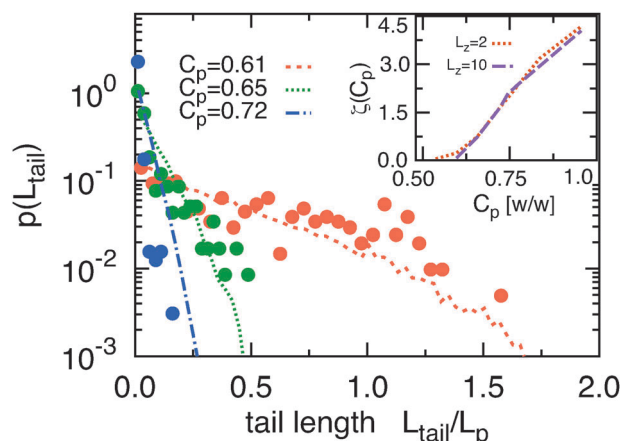 C_p=0.61
C_p=0.65
C_p=0.72
10^0
10^-1
10^-2
10^-3
p(L_tail)
0.0 0.5 1.0 1.5 2.0
tail length L_tail/L_p
4.5
3.0
1.5
0.0
ζ(C_p)
L_z=2
L_z=10
0.50 0.75 1.0
C_p [w/w]